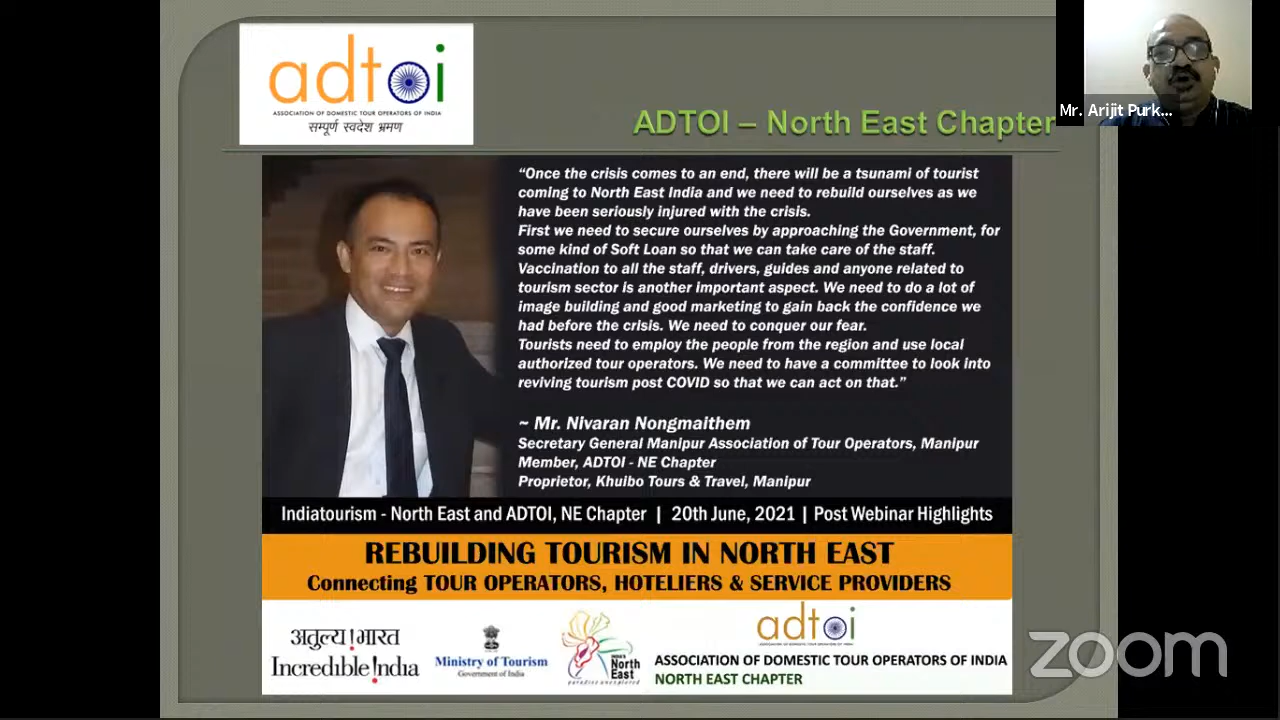 adtoi
ASSOCIATION OF DOMESTIC TOUR OPERATORS OF INDIA
सम्पूर्ण स्वदेश भ्रमण
Mr. Arijit Purk...
ADTOI – North East Chapter
“Once the crisis comes to an end, there will be a tsunami of tourist
coming to North East India and we need to rebuild ourselves as we
have been seriously injured with the crisis.
First we need to secure ourselves by approaching the Government, for
some kind of Soft Loan so that we can take care of the staff.
Vaccination to all the staff, drivers, guides and anyone related to
tourism sector is another important aspect. We need to do a lot of
image building and good marketing to gain back the confidence we
had before the crisis. We need to conquer our fear.
Tourists need to employ the people from the region and use local
authorized tour operators. We need to have a committee to look into
reviving tourism post COVID so that we can act on that.”
~ Mr. Nivaran Nongmaithem
Secretary General Manipur Association of Tour Operators, Manipur
Member, ADTOI - NE Chapter
Proprietor, Khuibo Tours & Travel, Manipur
Indiatourism - North East and ADTOI, NE Chapter | 20th June, 2021 | Post Webinar Highlights
REBUILDING TOURISM IN NORTH EAST
Connecting TOUR OPERATORS, HOTELIERS & SERVICE PROVIDERS
अतुल्य!भारत
Incredible!ndia
Ministry of Tourism
Government of India
INDIA'S
North
East
paradise unexplored
adtoi
ASSOCIATION OF DOMESTIC TOUR OPERATORS OF INDIA
ASSOCIATION OF DOMESTIC TOUR OPERATORS OF INDIA
NORTH EAST CHAPTER
zoom